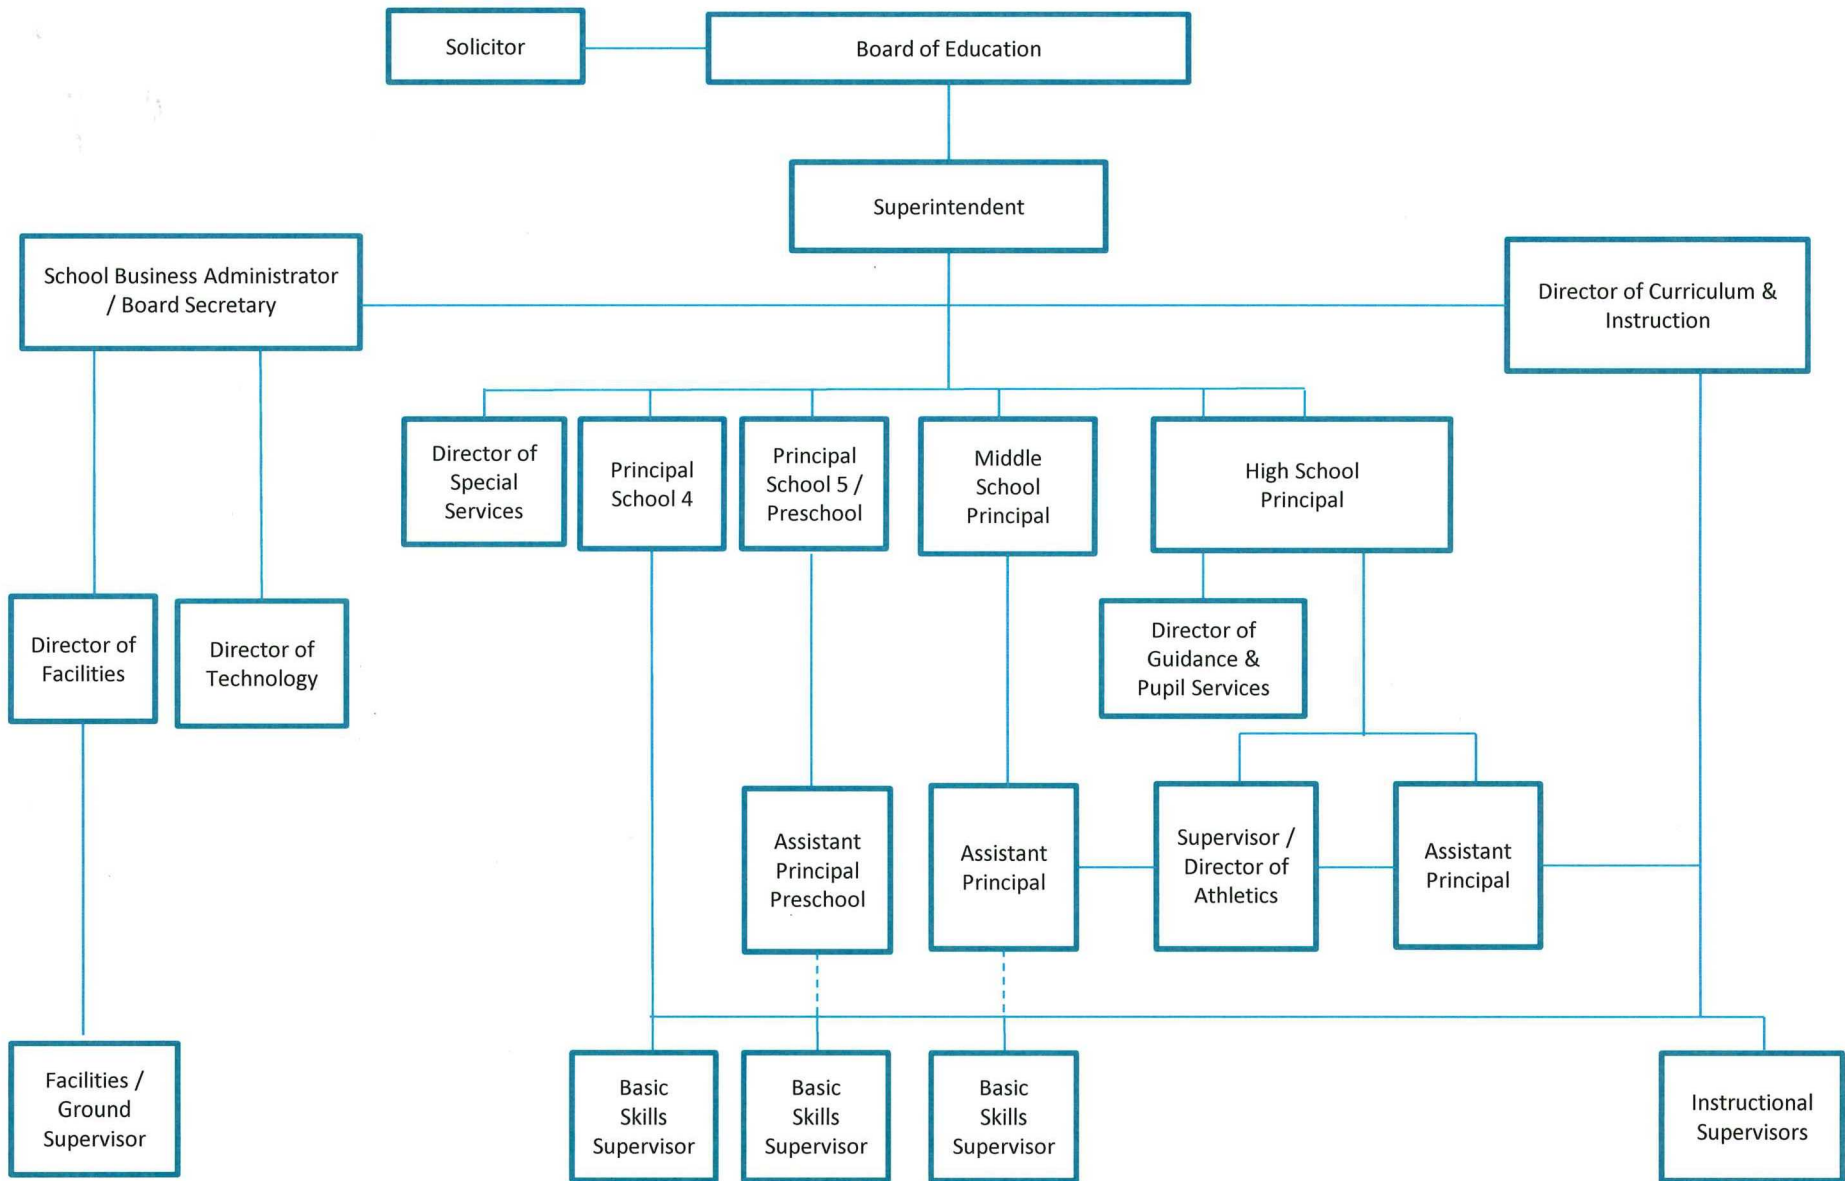 Solicitor
Board of Education
Superintendent
School Business Administrator
/ Board Secretary
Director of Curriculum &
Instruction
Director of
Special
Services
Principal
School 4
Principal
School 5 /
Preschool
Middle
School
Principal
High School
Principal
Director of
Facilities
Director of
Technology
Director of
Guidance &
Pupil Services
Assistant
Principal
Preschool
Assistant
Principal
Supervisor /
Director of
Athletics
Assistant
Principal
Facilities /
Ground
Supervisor
Basic
Skills
Supervisor
Basic
Skills
Supervisor
Basic
Skills
Supervisor
Instructional
Supervisors